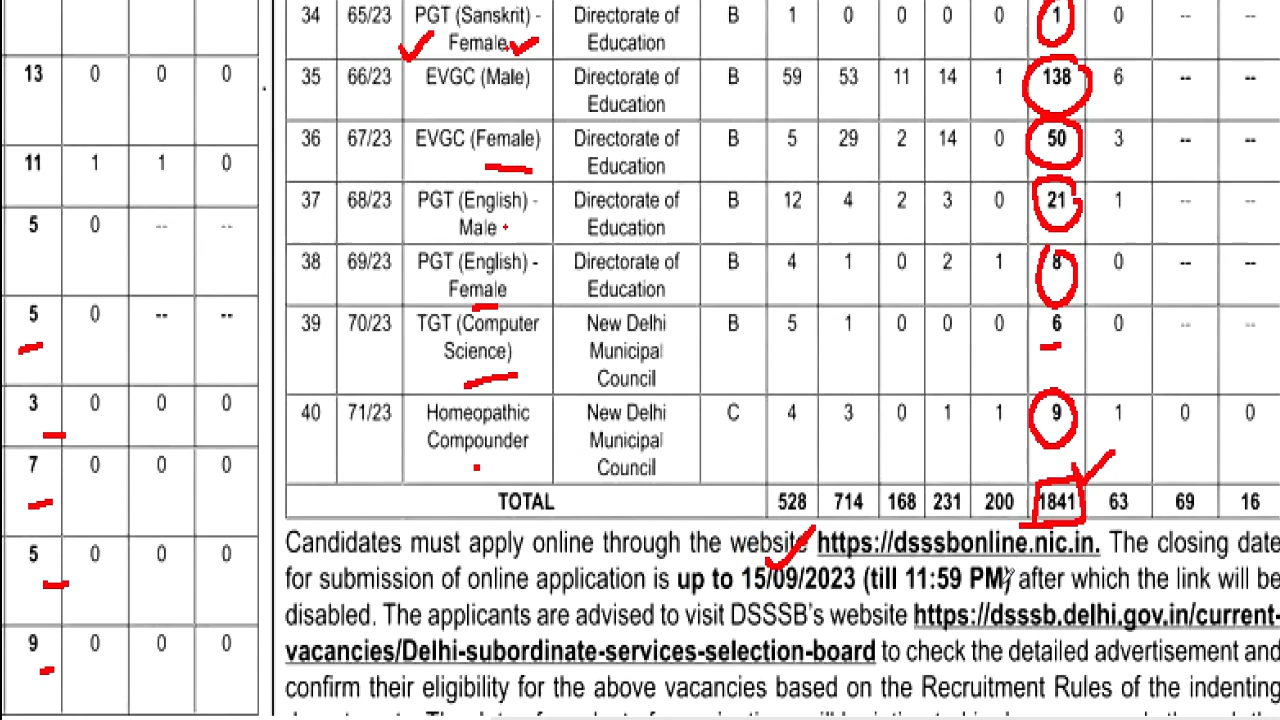 13 0 0 0
11 1 1 0
5 0 -- --
5 0 -- --
3 0 0 0
7 0 0 0
5 0 0 0
9 0 0 0
34 65/23 PGT (Sanskrit) - Directorate of B 1 0 0 0 0 1 0 -- --
Female Education
35 66/23 EVGC (Male) Directorate of B 59 53 11 14 1 138 6 -- --
Education
36 67/23 EVGC (Female) Directorate of B 5 29 2 14 0 50 3 -- --
Education
37 68/23 PGT (English) - Directorate of B 12 4 2 3 0 21 1 -- --
Male Education
38 69/23 PGT (English) - Directorate of B 4 1 0 2 1 8 0 -- --
Female Education
39 70/23 TGT (Computer New Delhi B 5 1 0 0 0 6 0 -- --
Science) Municipal
Council
40 71/23 Homeopathic New Delhi C 4 3 0 1 1 9 1 0 0
Compounder Municipal
Council
TOTAL 528 714 168 231 200 1841 63 69 16
Candidates must apply online through the website https://dsssbonline.nic.in. The closing date
for submission of online application is up to 15/09/2023 (till 11:59 PM) after which the link will be
disabled. The applicants are advised to visit DSSSB's website https://dsssb.delhi.gov.in/current-
vacancies/Delhi-subordinate-services-selection-board to check the detailed advertisement and
confirm their eligibility for the above vacancies based on the Recruitment Rules of the indenting